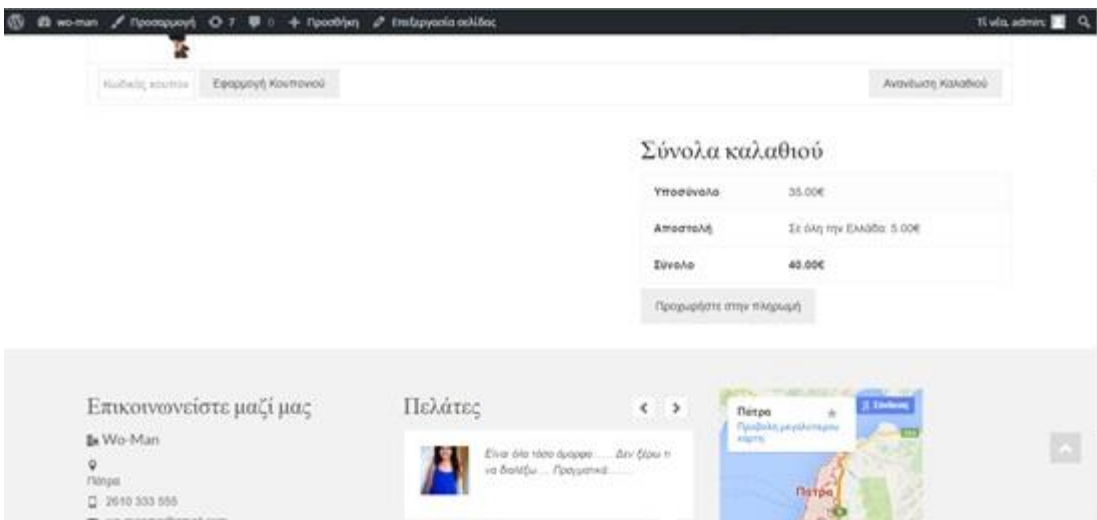 wo-man Προσαρμογή 7 0 Προσθήκη Επεξεργασία σελίδας Τι νέα, admin;
Κωδικός κουπον Εφαρμογή Κουπονιού Ανανέωση Καλαθιού
Σύνολα καλαθιού
Υποσύνολο 35.00€
Αποστολή Σε όλη την Ελλάδα: 5.00€
Σύνολο 40.00€
Προχωρήστε στην πληρωμή
Επικοινωνείστε μαζί μας
Wo-Man
Πάτρα
2610 333 555
Πελάτες
Είναι όλα τόσο όμορφα...... Δεν ξέρω τι
να διαλέξω.... Πραγματικά.......
Πάτρα
Σύνδεση
Προβολή μεγαλύτερου
χάρτη
Πάτρα